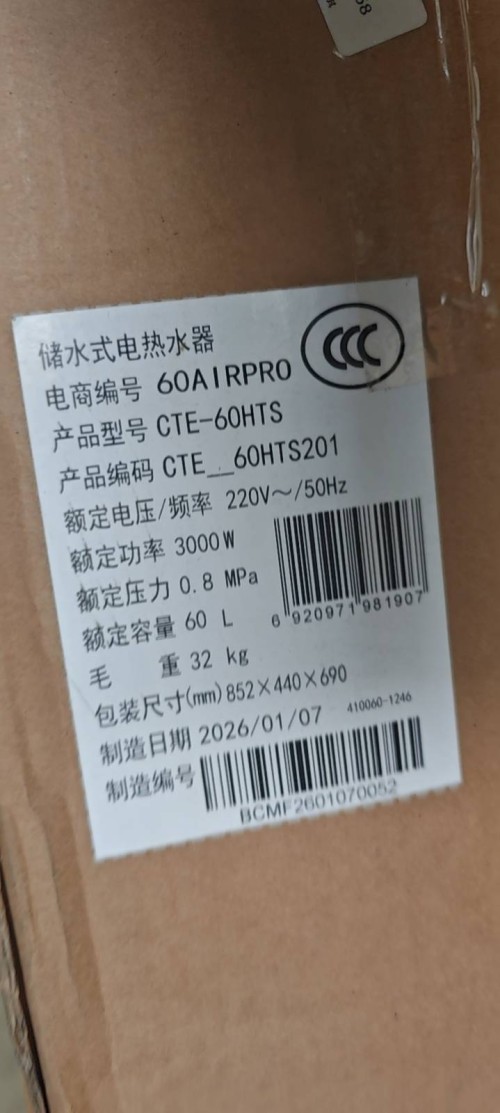 58
储水式电热水器
CCC
电商编号 60AIRPRO
产品型号 CTE-60HTS
产品编码 CTE__60HTS201
额定电压/频率 220V～/50Hz
额定功率 3000W
额定压力 0.8 MPa
额定容量 60 L
6 920971 981907
毛 重 32 kg
包装尺寸(mm) 852×440×690
制造日期 2026/01/07
410060-1246
制造编号
BCMF2601070052